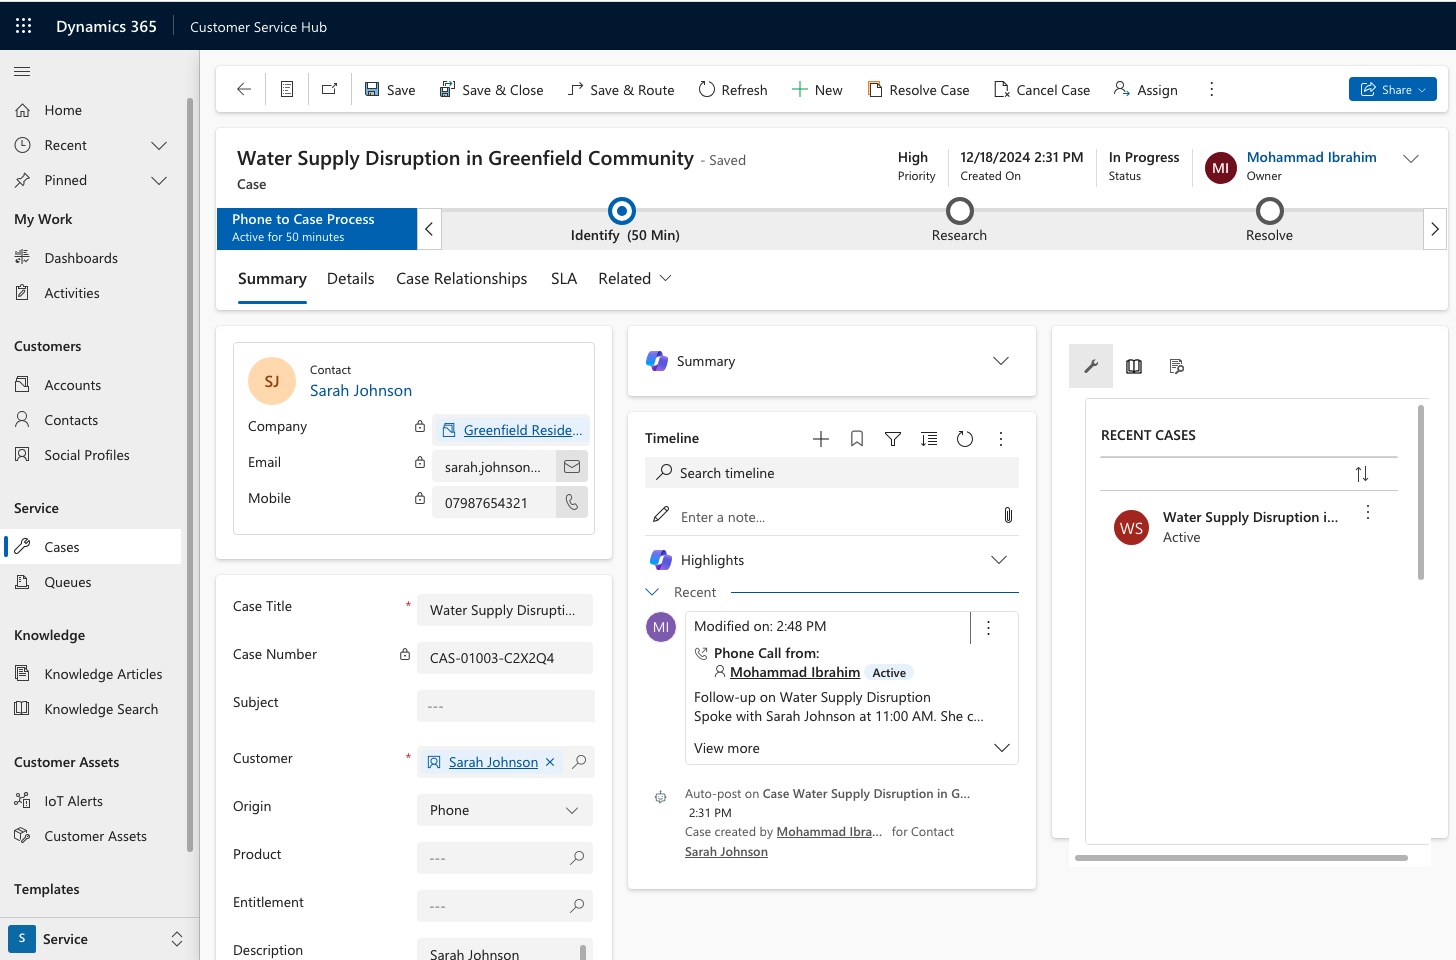 Dynamics 365
Customer Service Hub
Home
Recent
Pinned
My Work
Dashboards
Activities
Customers
Accounts
Contacts
Social Profiles
Service
Cases
Queues
Knowledge
Knowledge Articles
Knowledge Search
Customer Assets
IoT Alerts
Customer Assets
Templates
S Service
Save
Save & Close
Save & Route
Refresh
New
Resolve Case
Cancel Case
Assign
Share
Water Supply Disruption in Greenfield Community - Saved
Case
High
Priority
12/18/2024 2:31 PM
Created On
In Progress
Status
MI
Mohammad Ibrahim
Owner
Phone to Case Process
Active for 50 minutes
Identify (50 Min)
Research
Resolve
Summary
Details
Case Relationships
SLA
Related
SJ
Contact
Sarah Johnson
Company
Greenfield Reside...
Email
sarah.johnson...
Mobile
07987654321
Case Title
*
Water Supply Disrupti...
Case Number
CAS-01003-C2X2Q4
Subject
---
Customer
*
Sarah Johnson
Origin
Phone
Product
---
Entitlement
---
Description
Sarah Johnson
Summary
Timeline
Search timeline
Enter a note...
Highlights
Recent
MI
Modified on: 2:48 PM
Phone Call from:
Mohammad Ibrahim Active
Follow-up on Water Supply Disruption
Spoke with Sarah Johnson at 11:00 AM. She c...
View more
Auto-post on Case Water Supply Disruption in G...
2:31 PM
Case created by Mohammad Ibra... for Contact
Sarah Johnson
RECENT CASES
WS
Water Supply Disruption i...
Active